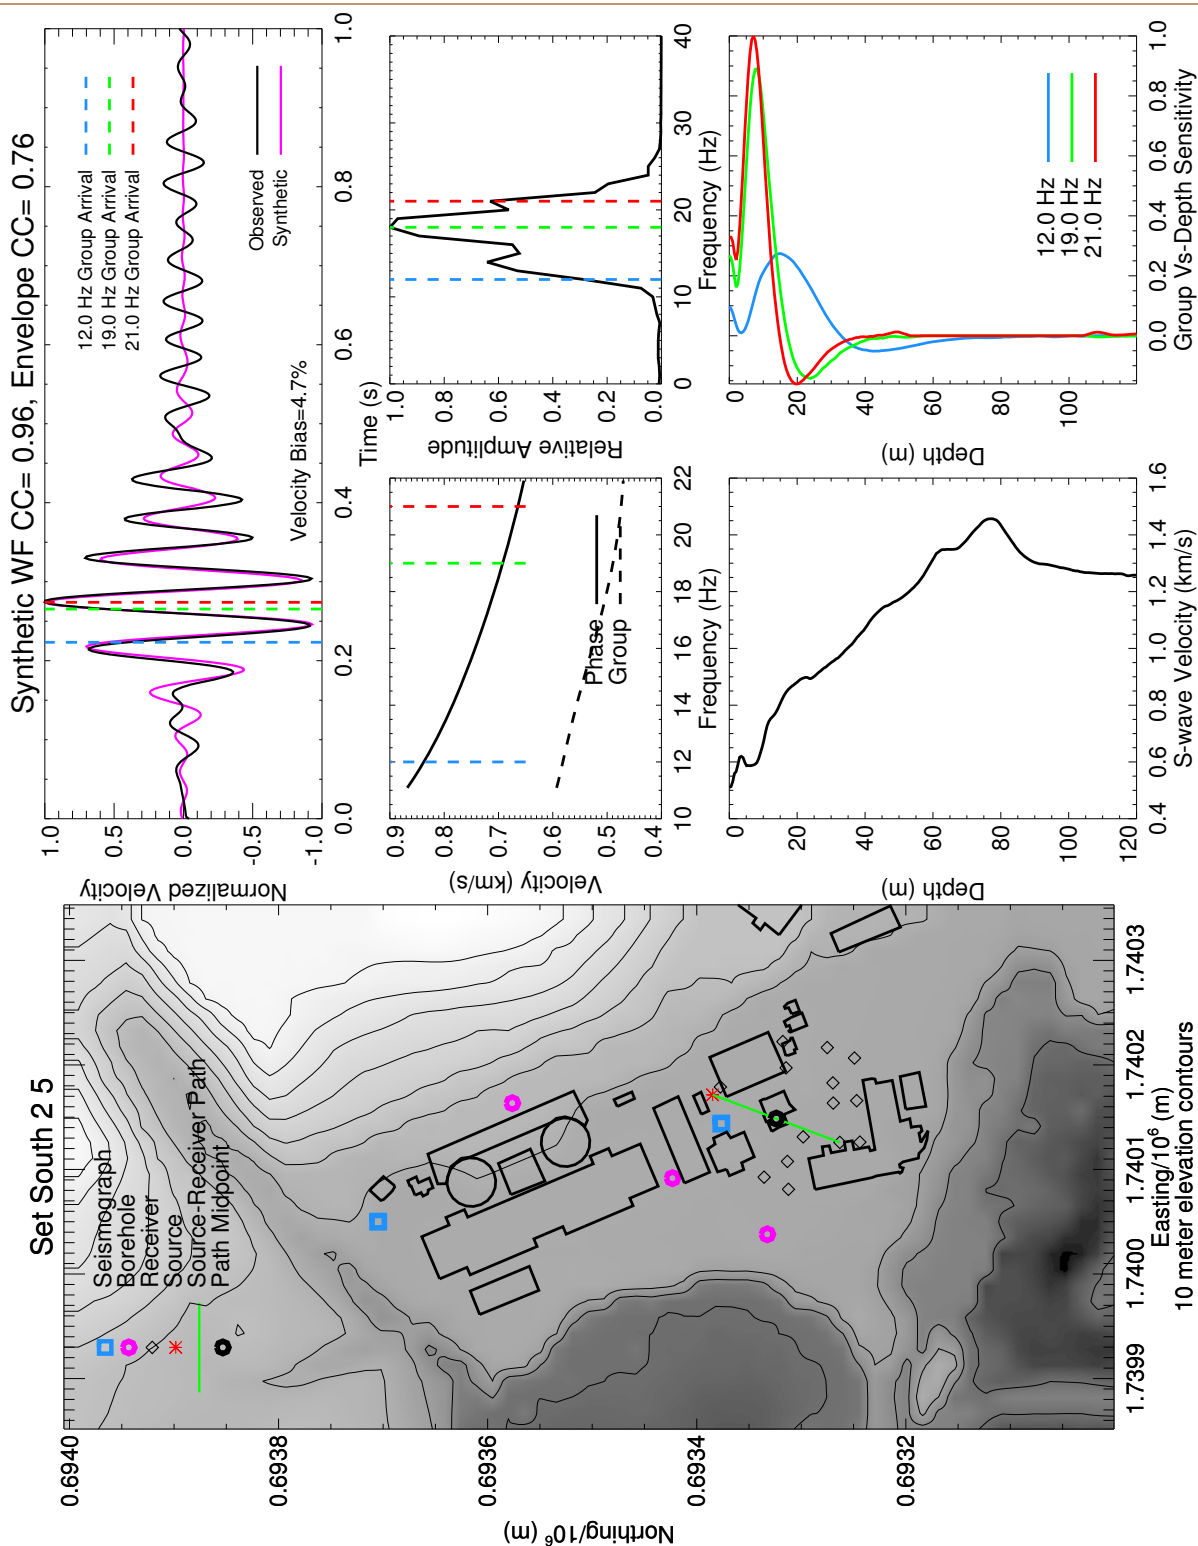 Set South 2 5
Seismograph
Borehole
Receiver
Source
Source-Receiver Path
Path Midpoint
0.6940
0.6938
0.6936
0.6934
0.6932
Northing/10⁶ (m)
1.7399
1.7400
1.7401
1.7402
1.7403
Easting/10⁶ (m)
10 meter elevation contours
Synthetic WF CC= 0.96, Envelope CC= 0.76
12.0 Hz Group Arrival
19.0 Hz Group Arrival
21.0 Hz Group Arrival
Observed
Synthetic
Velocity Bias=4.7%
1.0
0.5
0.0
-0.5
-1.0
Normalized Velocity
0.0
0.2
0.4
0.6
0.8
1.0
Time (s)
0.9
0.8
0.7
0.6
0.5
0.4
Velocity (km/s)
Phase
Group
10
12
14
16
18
20
22
Frequency (Hz)
1.0
0.8
0.6
0.4
0.2
0.0
Relative Amplitude
0
10
20
30
40
Frequency (Hz)
0
20
40
60
80
100
120
Depth (m)
0.4
0.6
0.8
1.0
1.2
1.4
1.6
S-wave Velocity (km/s)
0
20
40
60
80
100
Depth (m)
12.0 Hz
19.0 Hz
21.0 Hz
0.0
0.2
0.4
0.6
0.8
1.0
Group Vs-Depth Sensitivity